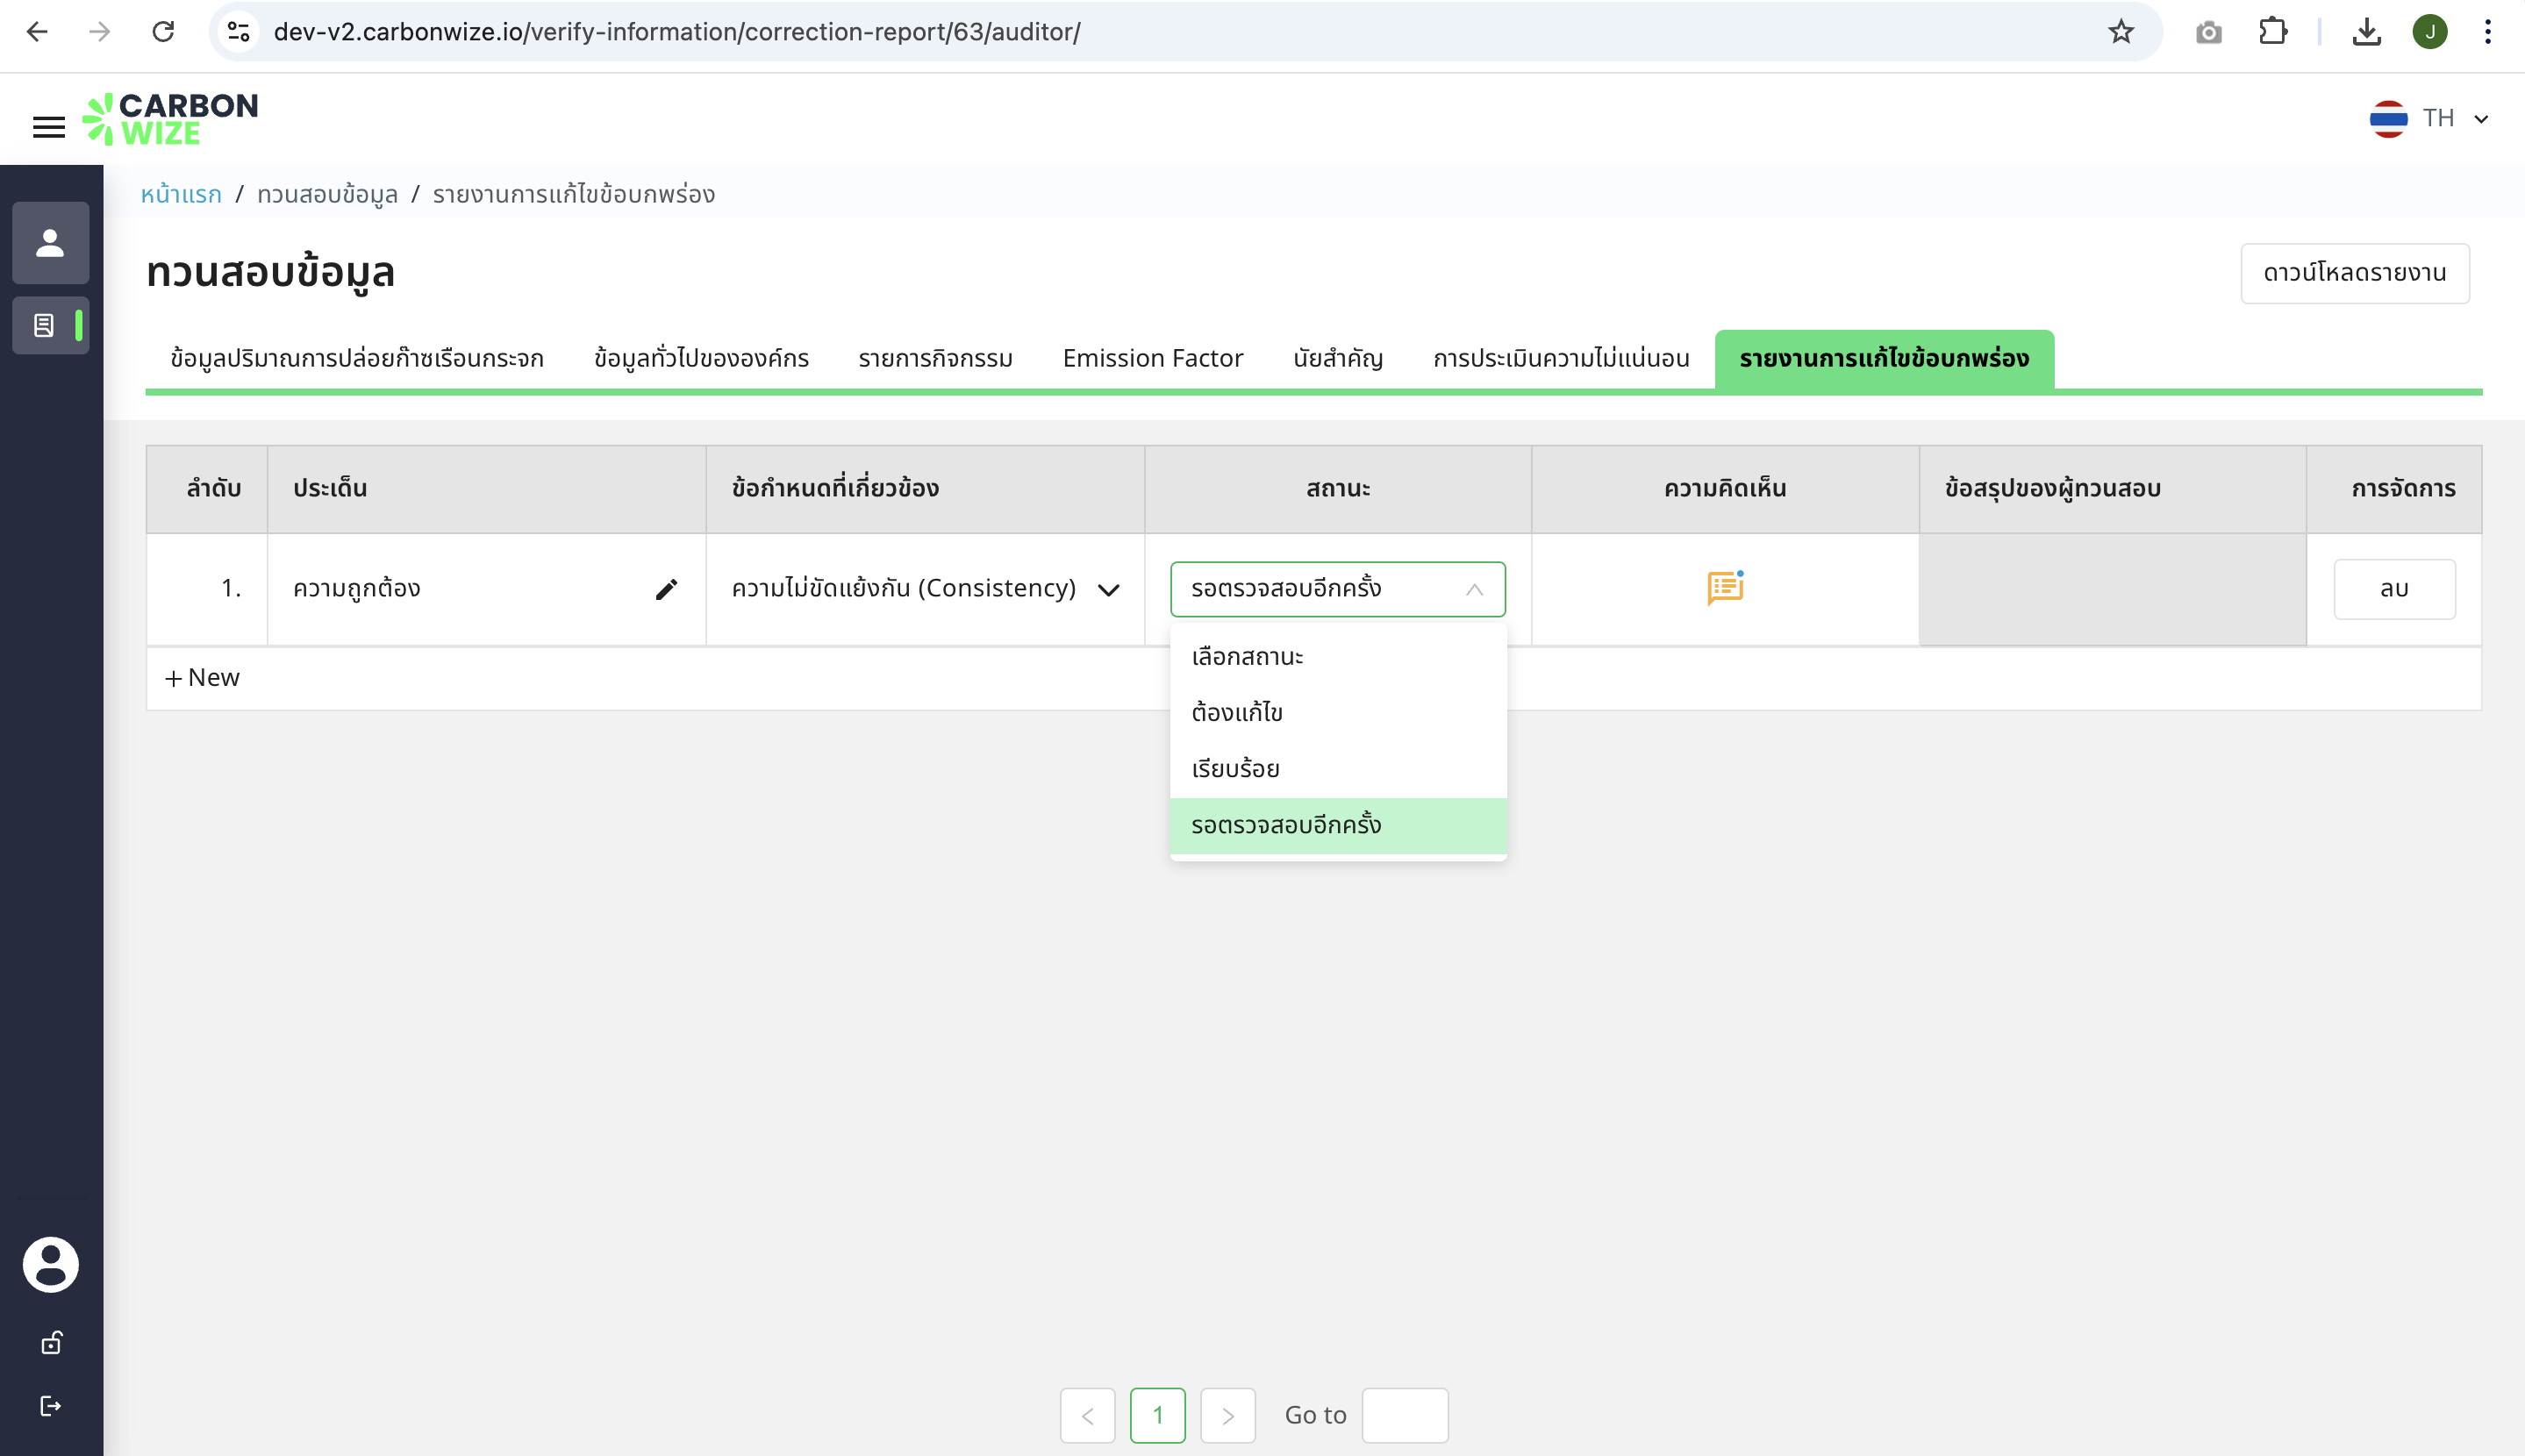 dev-v2.carbonwize.io/verify-information/correction-report/63/auditor/
J
CARBON
WIZE
TH
หน้าแรก / ทวนสอบข้อมูล / รายงานการแก้ไขข้อบกพร่อง
ทวนสอบข้อมูล
ดาวน์โหลดรายงาน
ข้อมูลปริมาณการปล่อยก๊าซเรือนกระจก ข้อมูลทั่วไปขององค์กร รายการกิจกรรม Emission Factor นัยสำคัญ การประเมินความไม่แน่นอน รายงานการแก้ไขข้อบกพร่อง
ลำดับ ประเด็น ข้อกำหนดที่เกี่ยวข้อง สถานะ ความคิดเห็น ข้อสรุปของผู้ทวนสอบ การจัดการ
1. ความถูกต้อง ความไม่ขัดแย้งกัน (Consistency) รอตรวจสอบอีกครั้ง ลบ
เลือกสถานะ
+ New
ต้องแก้ไข
เรียบร้อย
รอตรวจสอบอีกครั้ง
< 1 > Go to